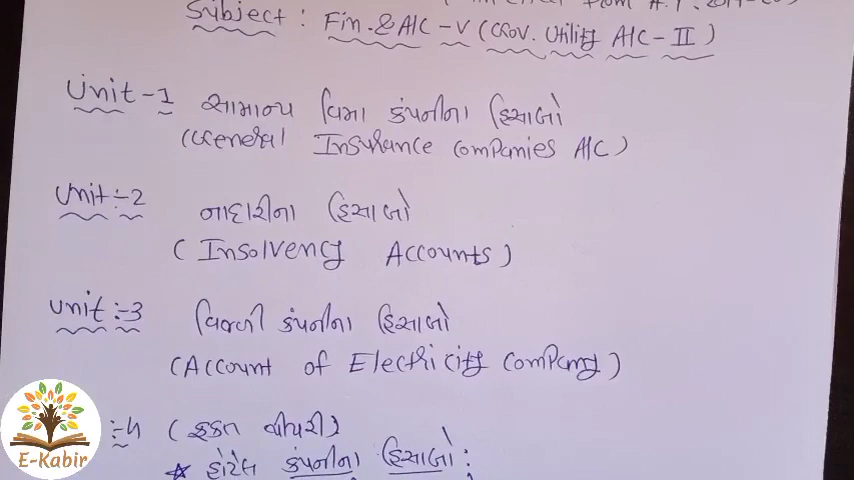 Subject : Fin. & A/C - V (Gov. Utility A/C - II)
Unit - 1 સામાન્ય વિમા કંપનીના હિસાબો
(General Insurance Companies A/C)
Unit :- 2 નાદારીના હિસાબો
(Insolvency Accounts)
Unit :- 3 વિજળી કંપનીના હિસાબો
(Account of Electricity Company)
:- 4 (ફક્ત થીયરી)
* હોટેલ કંપનીના હિસાબો :
E-Kabir